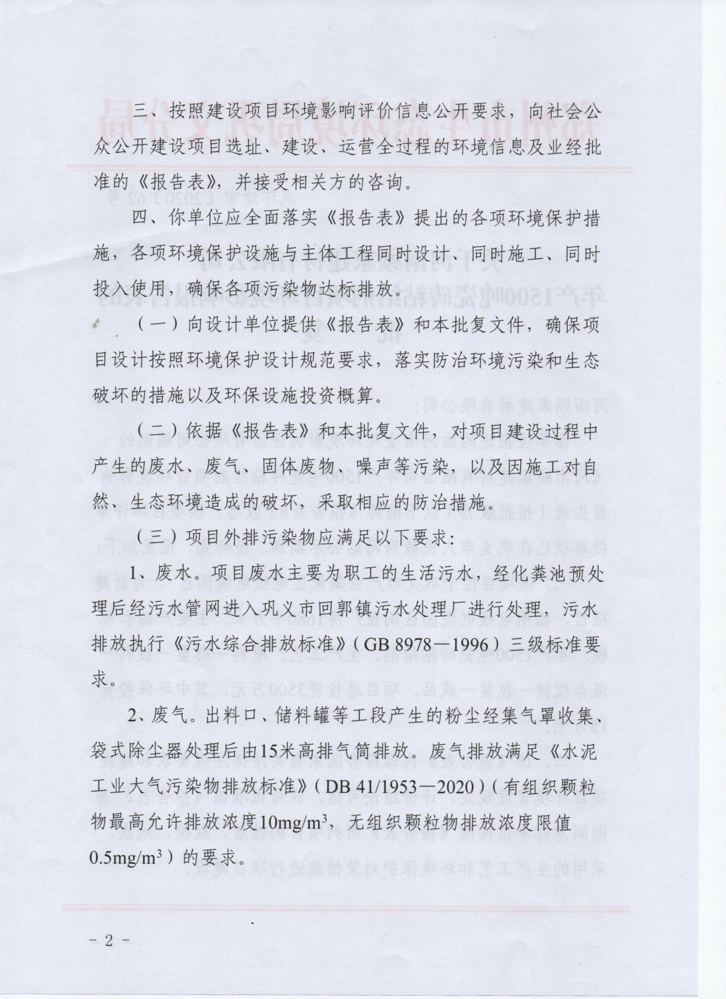 三、按照建设项目环境影响评价信息公开要求，向社会公
众公开建设项目选址、建设、运营全过程的环境信息及业经批
准的《报告表》，并接受相关方的咨询。
四、你单位应全面落实《报告表》提出的各项环境保护措
施，各项环境保护设施与主体工程同时设计、同时施工、同时
投入使用，确保各项污染物达标排放。
（一）向设计单位提供《报告表》和本批复文件，确保项
目设计按照环境保护设计规范要求，落实防治环境污染和生态
破坏的措施以及环保设施投资概算。
（二）依据《报告表》和本批复文件，对项目建设过程中
产生的废水、废气、固体废物、噪声等污染，以及因施工对自
然、生态环境造成的破坏，采取相应的防治措施。
（三）项目外排污染物应满足以下要求：
1、废水。项目废水主要为职工的生活污水，经化粪池预处
理后经污水管网进入巩义市回郭镇污水处理厂进行处理，污水
排放执行《污水综合排放标准》（GB 8978—1996）三级标准要
求。
2、废气。出料口、储料罐等工段产生的粉尘经集气罩收集、
袋式除尘器处理后由15米高排气筒排放。废气排放满足《水泥
工业大气污染物排放标准》（DB 41/1953—2020）（有组织颗粒
物最高允许排放浓度10mg/m³，无组织颗粒物排放浓度限值
0.5mg/m³）的要求。
- 2 -